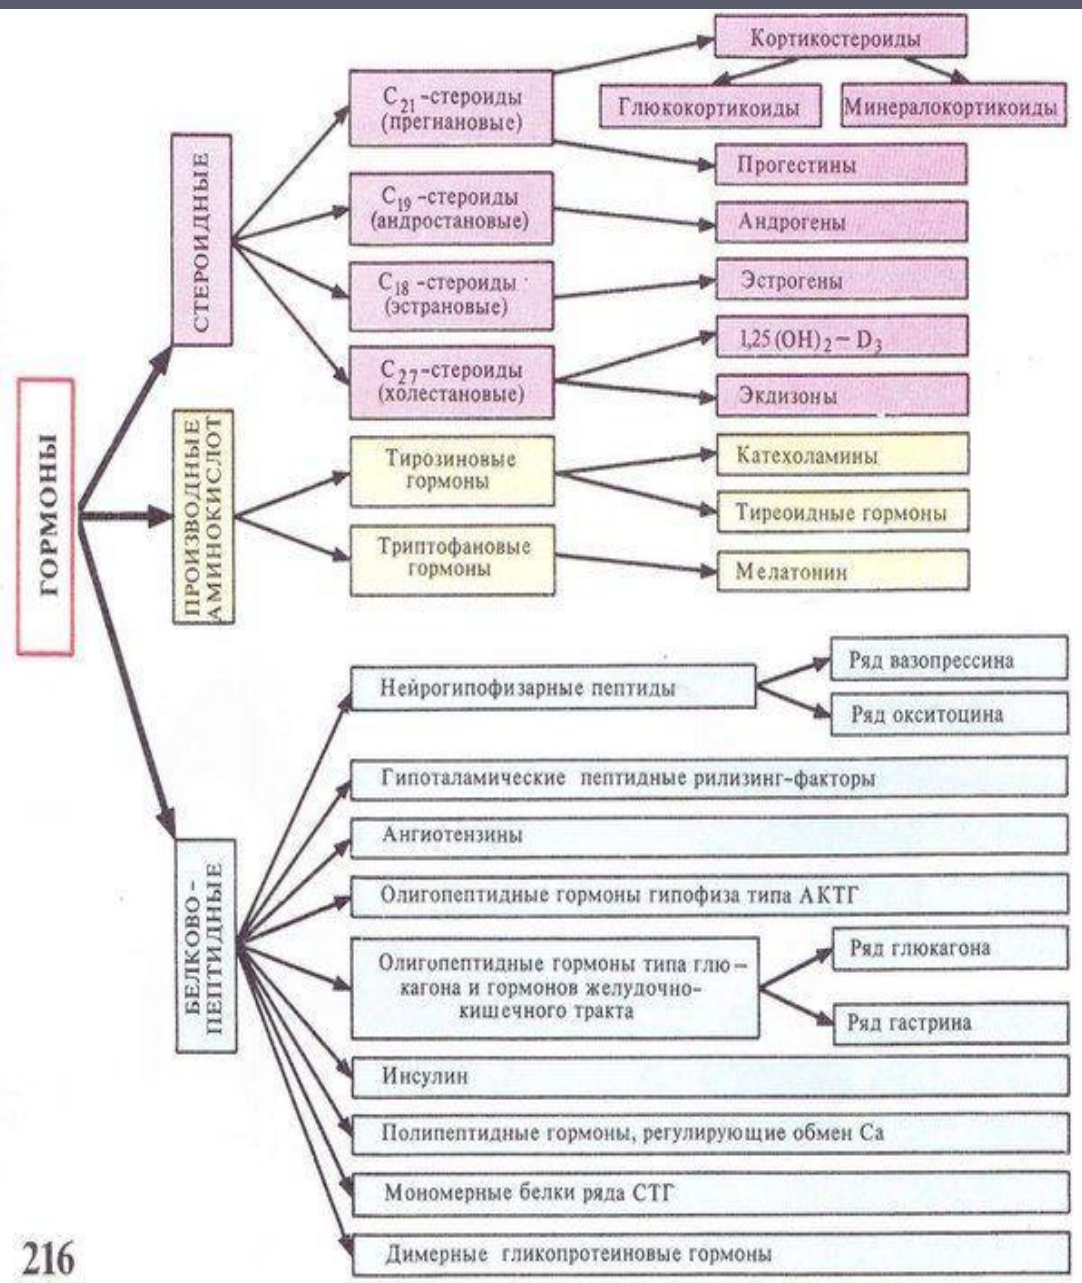 ГОРМОНЫ
СТЕРОИДНЫЕ
C21-стероиды
(прегнановые)
Кортикостероиды
Глюкокортикоиды
Минералокортикоиды
Прогестины
C19-стероиды
(андростановые)
Андрогены
C18-стероиды
(эстрановые)
Эстрогены
C27-стероиды
(холестановые)
1,25(OH)2–D3
Экдизоны
ПРОИЗВОДНЫЕ
АМИНОКИСЛОТ
Тирозиновые
гормоны
Катехоламины
Тиреоидные гормоны
Триптофановые
гормоны
Мелатонин
БЕЛКОВО-
ПЕПТИДНЫЕ
Нейрогипофизарные пептиды
Ряд вазопрессина
Ряд окситоцина
Гипоталамические пептидные рилизинг-факторы
Ангиотензины
Олигопептидные гормоны гипофиза типа АКТГ
Олигопептидные гормоны типа глю-
кагона и гормонов желудочно-
кишечного тракта
Ряд глюкагона
Ряд гастрина
Инсулин
Полипептидные гормоны, регулирующие обмен Ca
Мономерные белки ряда СТГ
Димерные гликопротеиновые гормоны
216